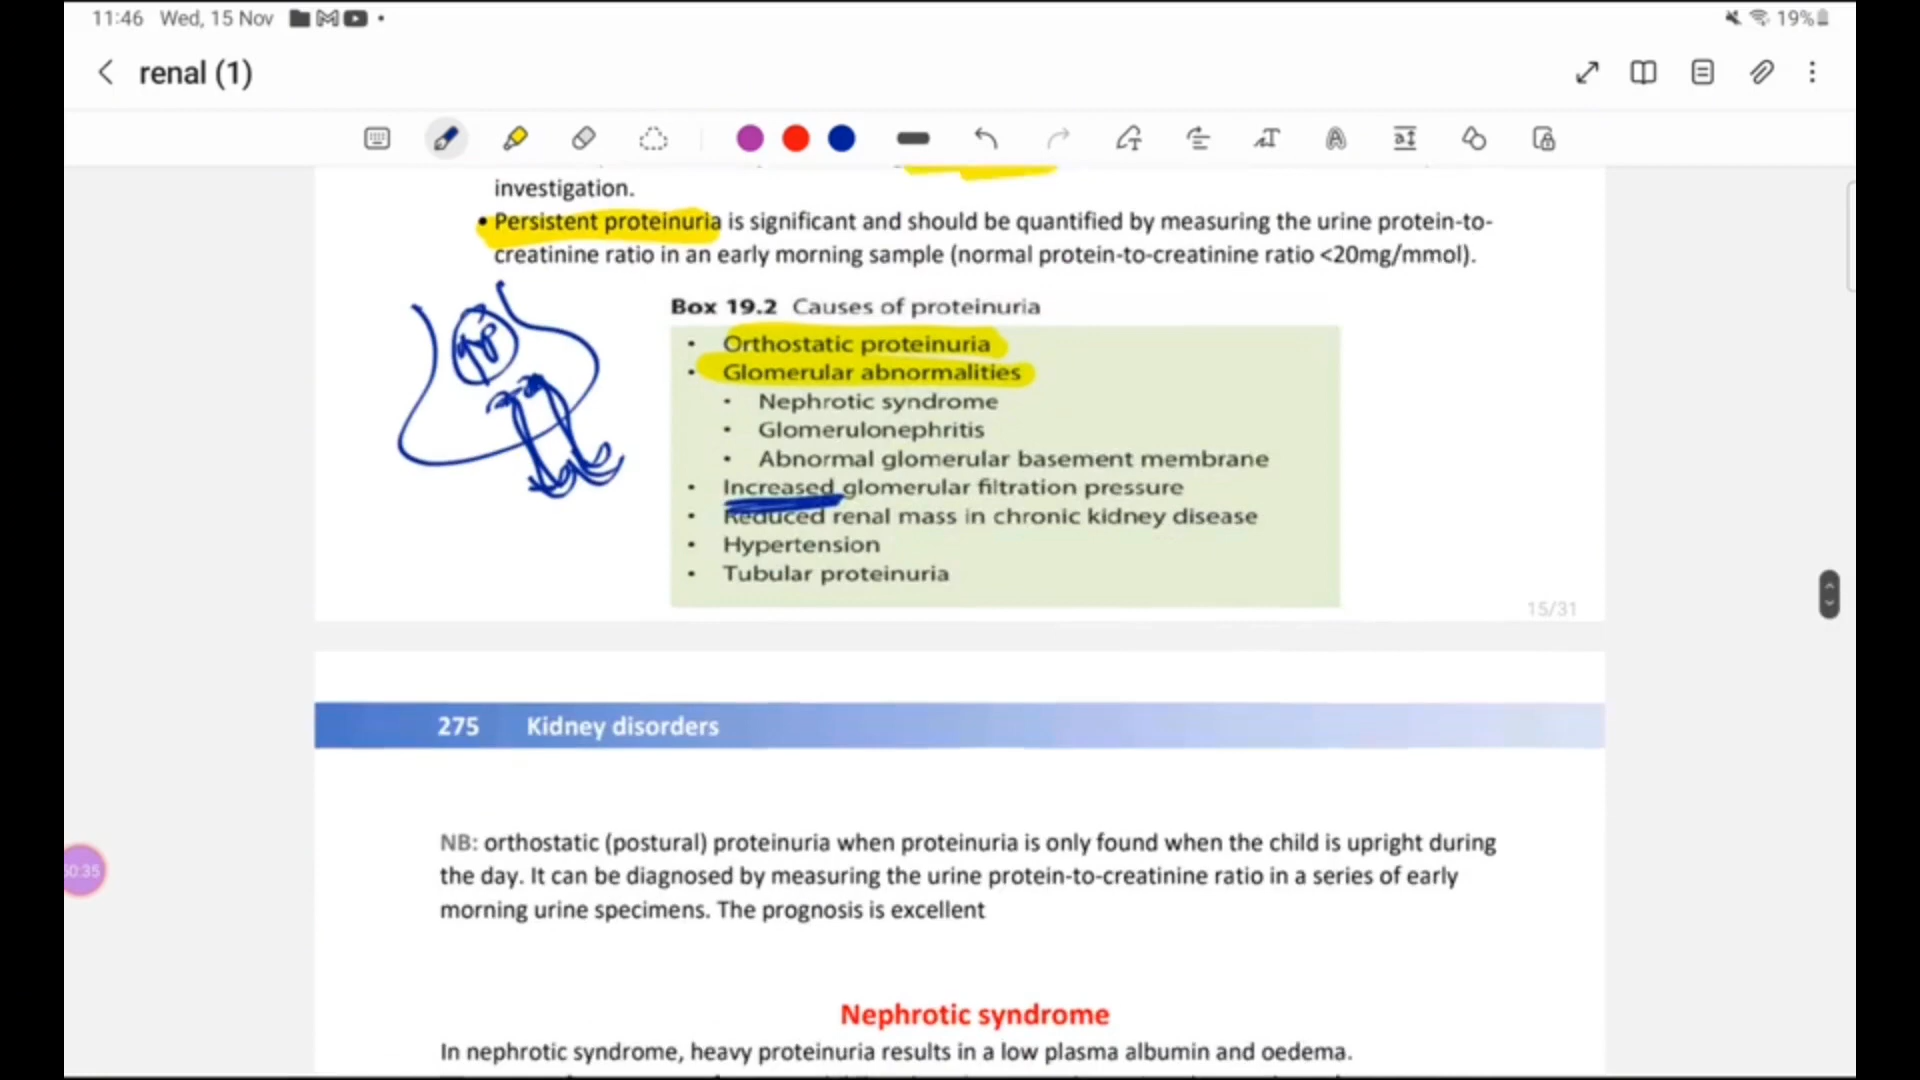 11:46 Wed, 15 Nov
19%
renal (1)
investigation.
• Persistent proteinuria is significant and should be quantified by measuring the urine protein-to-
creatinine ratio in an early morning sample (normal protein-to-creatinine ratio <20mg/mmol).
Box 19.2 Causes of proteinuria
• Orthostatic proteinuria
• Glomerular abnormalities
• Nephrotic syndrome
• Glomerulonephritis
• Abnormal glomerular basement membrane
• Increased glomerular filtration pressure
• Reduced renal mass in chronic kidney disease
• Hypertension
• Tubular proteinuria
15/31
275 Kidney disorders
NB: orthostatic (postural) proteinuria when proteinuria is only found when the child is upright during
the day. It can be diagnosed by measuring the urine protein-to-creatinine ratio in a series of early
morning urine specimens. The prognosis is excellent
Nephrotic syndrome
In nephrotic syndrome, heavy proteinuria results in a low plasma albumin and oedema.